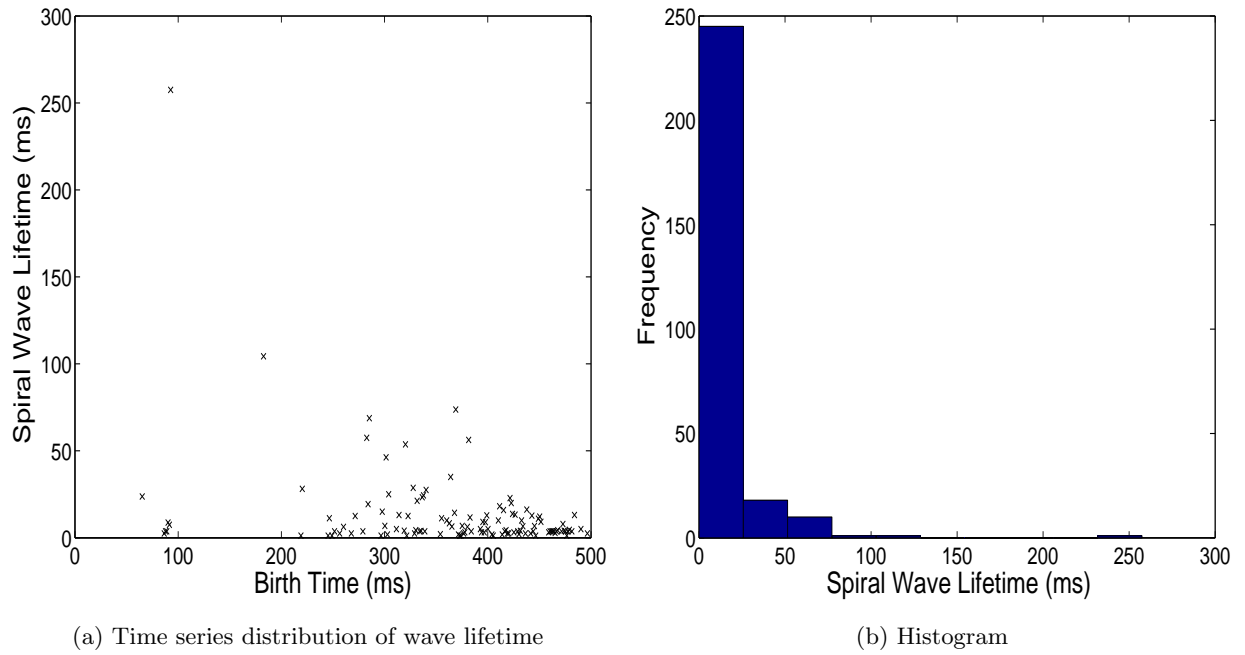 300
250
200
150
100
50
0
Spiral Wave Lifetime (ms)
0 100 200 300 400 500
Birth Time (ms)
(a) Time series distribution of wave lifetime
250
200
150
100
50
0
Frequency
0 50 100 150 200 250 300
Spiral Wave Lifetime (ms)
(b) Histogram